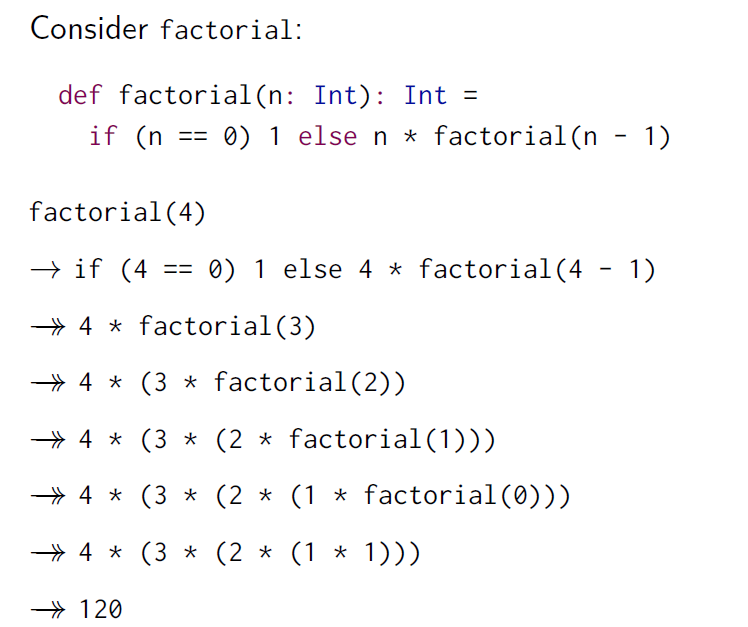 Consider factorial:
def factorial(n: Int): Int =
if (n == 0) 1 else n * factorial(n - 1)
factorial(4)
→ if (4 == 0) 1 else 4 * factorial(4 - 1)
↠ 4 * factorial(3)
↠ 4 * (3 * factorial(2))
↠ 4 * (3 * (2 * factorial(1)))
↠ 4 * (3 * (2 * (1 * factorial(0)))
↠ 4 * (3 * (2 * (1 * 1)))
↠ 120